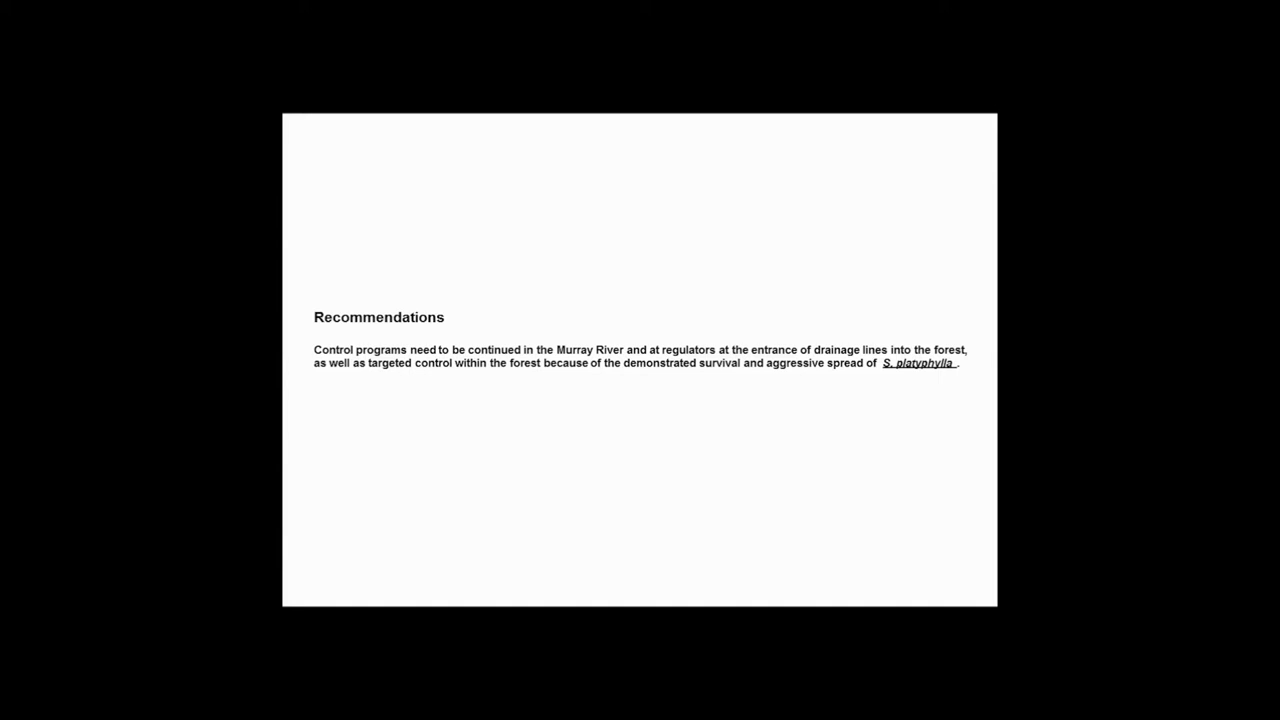 Recommendations
Control programs need to be continued in the Murray River and at regulators at the entrance of drainage lines into the forest,
as well as targeted control within the forest because of the demonstrated survival and aggressive spread of S. platyphylla .